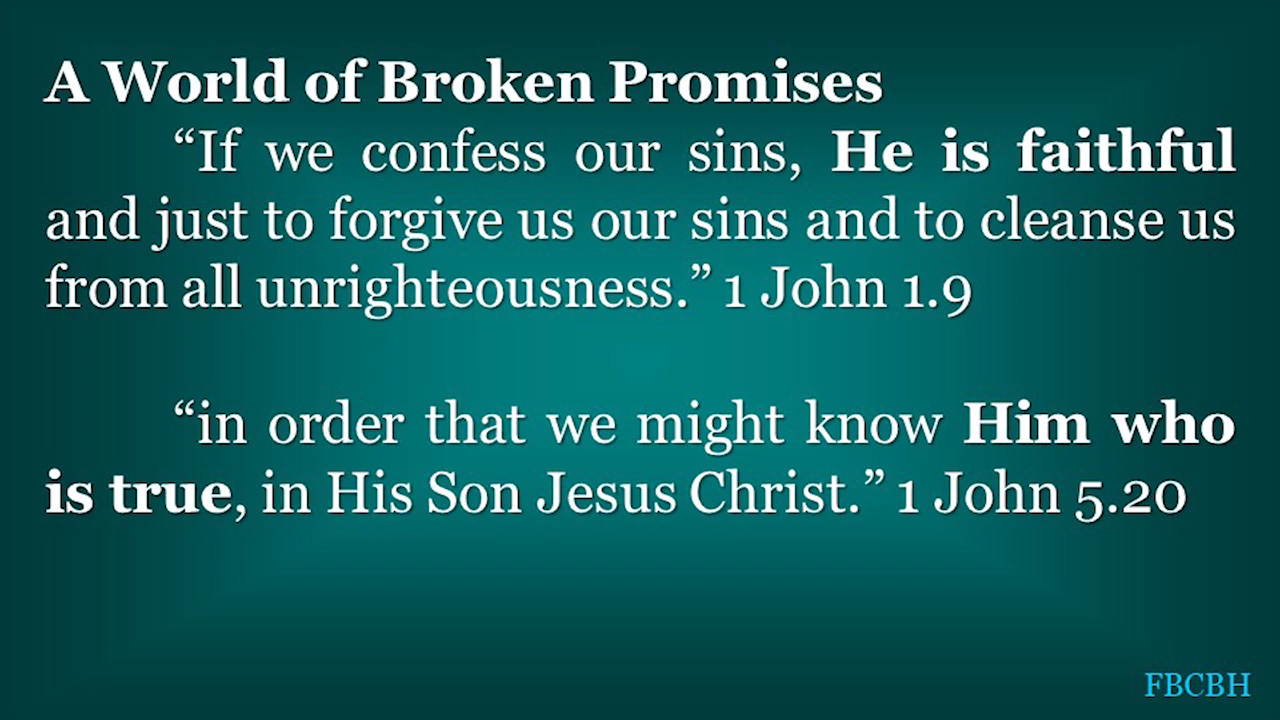 A World of Broken Promises
“If we confess our sins, He is faithful
and just to forgive us our sins and to cleanse us
from all unrighteousness.” 1 John 1.9
“in order that we might know Him who
is true, in His Son Jesus Christ.” 1 John 5.20
FBCBH